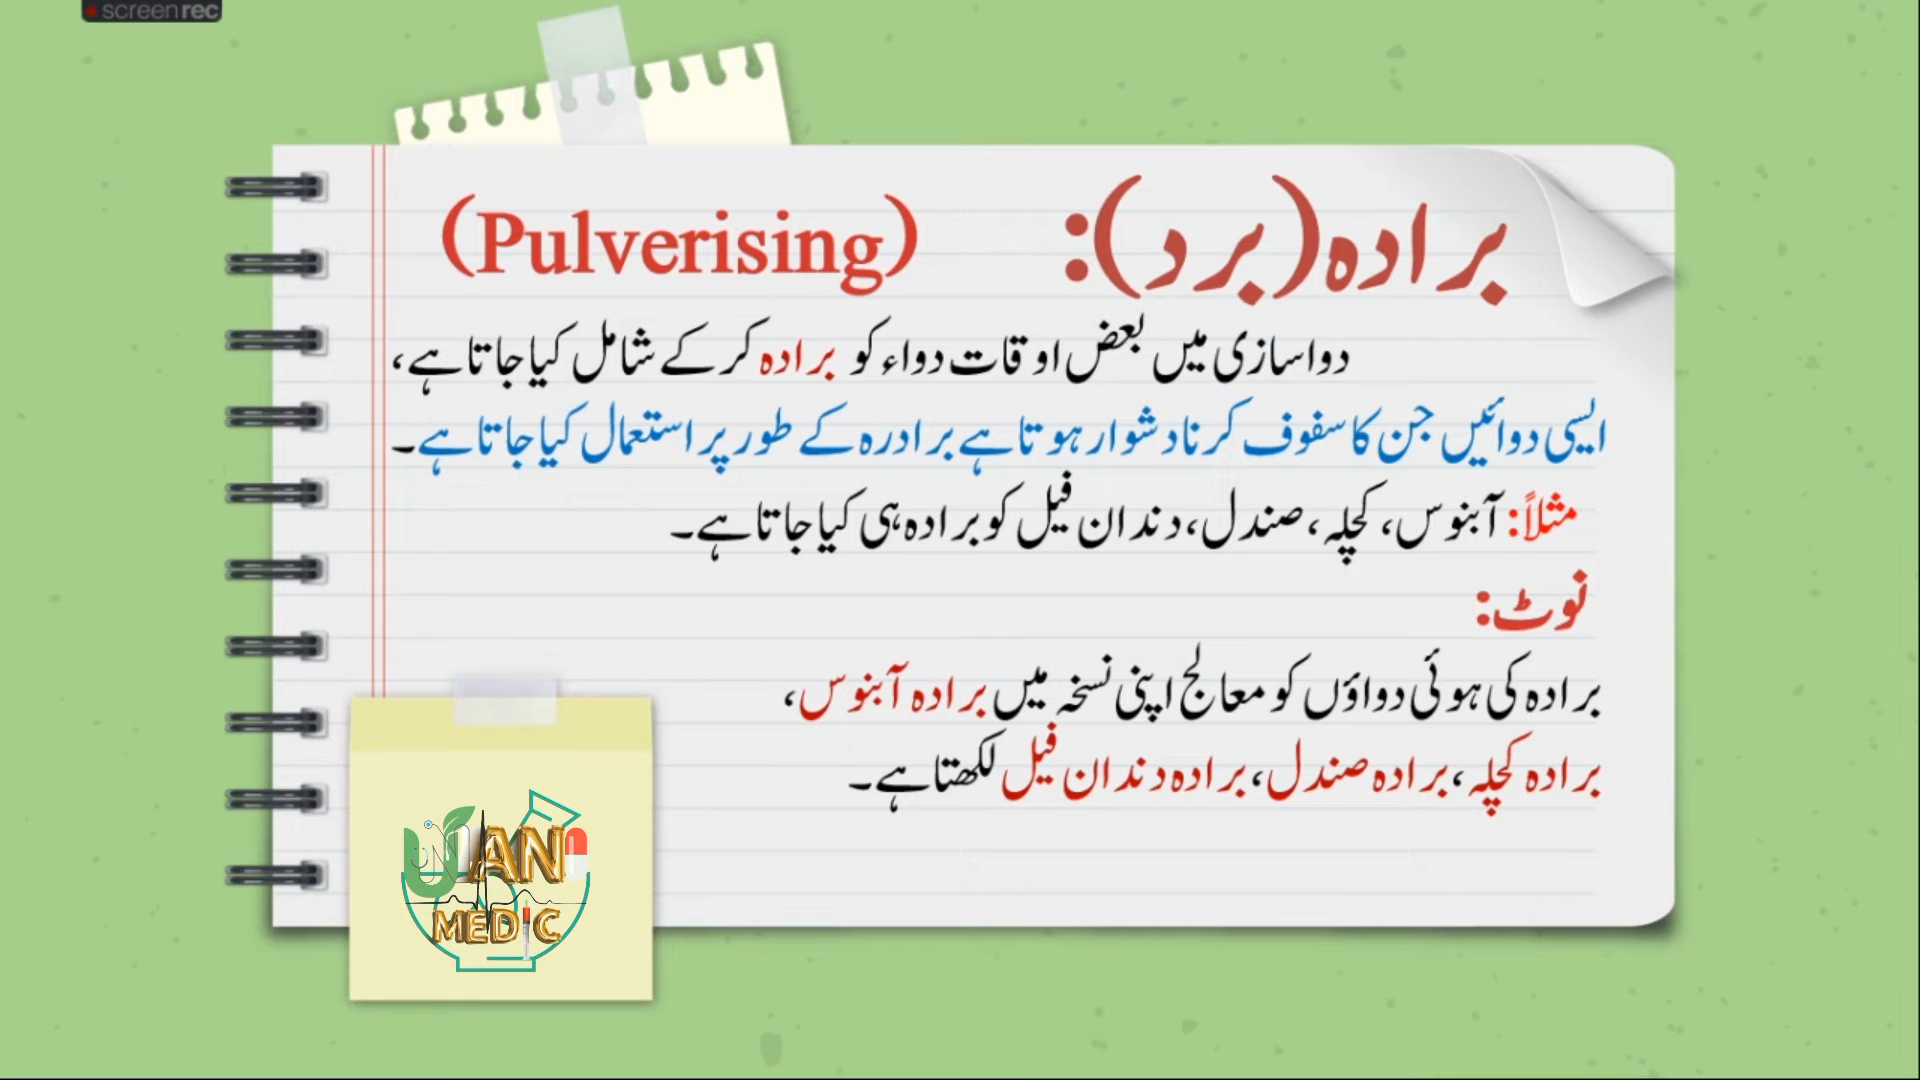 screenrec
برادہ(برد): (Pulverising)
دواسازی میں بعض اوقات دواء کو برادہ کرکے شامل کیا جاتا ہے،
ایسی دوائیں جن کا سفوف کرنا دشوار ہوتا ہے برادرہ کے طور پر استعمال کیا جاتا ہے۔
مثلاً: آبنوس، کچلہ، صندل، دندان فیل کو برادہ ہی کیا جاتا ہے۔
نوٹ:
برادہ کی ہوئی دواؤں کو معالج اپنی نسخہ میں برادہ آبنوس،
برادہ کچلہ، برادہ صندل، برادہ دندان فیل لکھتا ہے۔
UNANI
MEDIC